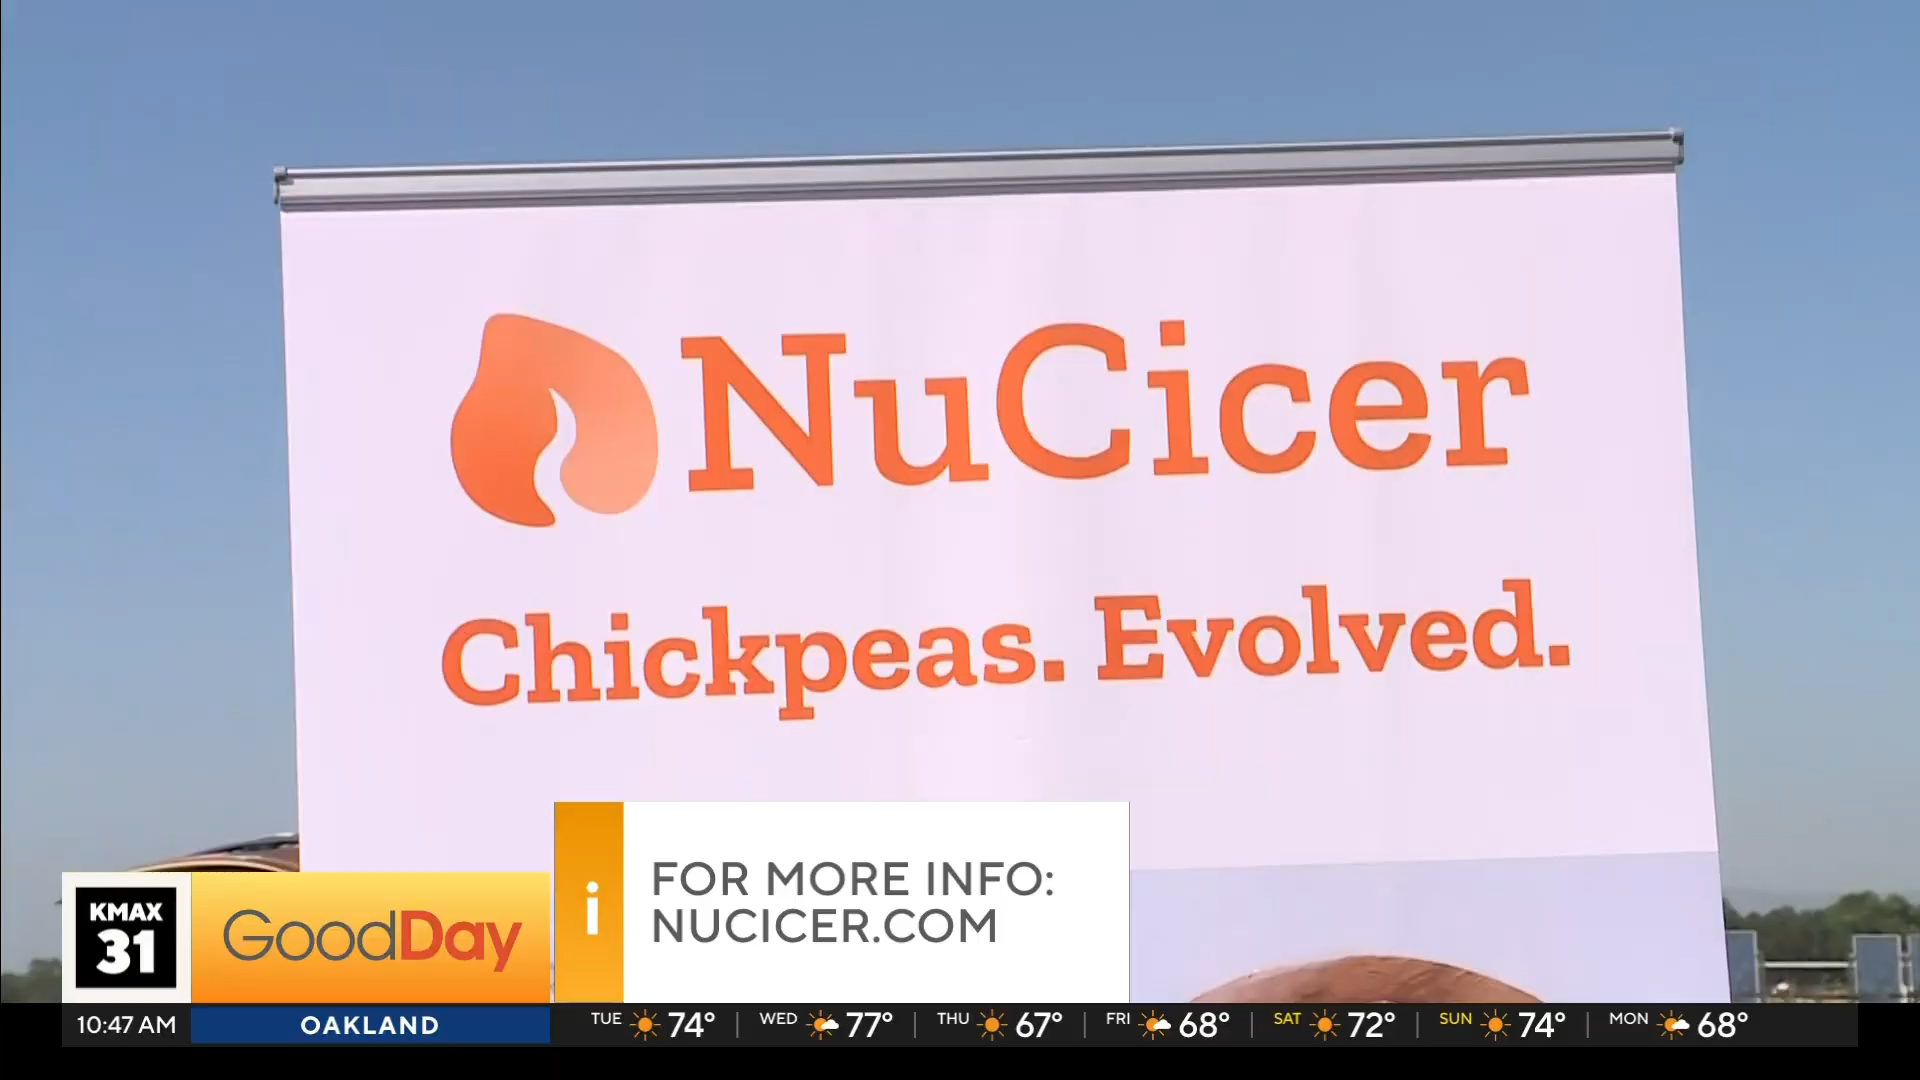 NuCicer
Chickpeas. Evolved.
FOR MORE INFO:
NUCICER.COM
KMAX
31
GoodDay
i
10:47 AM
OAKLAND
TUE 74° | WED 77° | THU 67° | FRI 68° | SAT 72° | SUN 74° | MON 68°